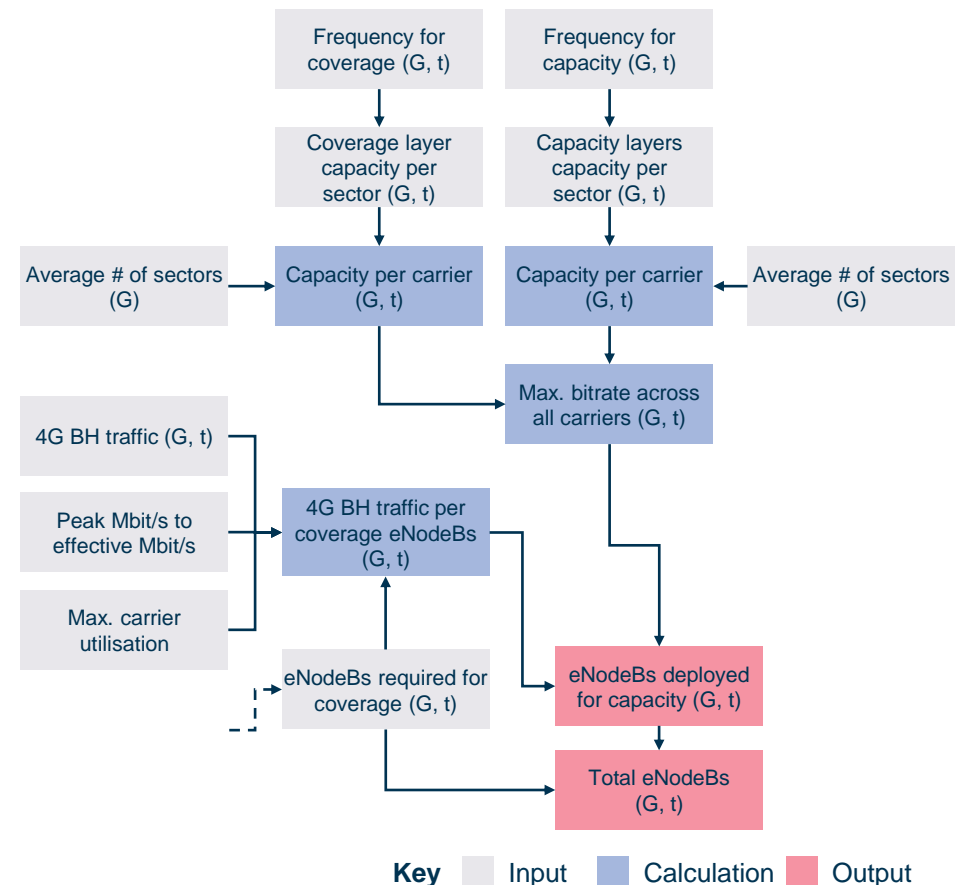 Frequency for
coverage (G, t)
Frequency for
capacity (G, t)
Coverage layer
capacity per
sector (G, t)
Capacity layers
capacity per
sector (G, t)
Average # of sectors
(G)
Capacity per carrier
(G, t)
Capacity per carrier
(G, t)
Average # of sectors
(G)
Max. bitrate across
all carriers (G, t)
4G BH traffic (G, t)
Peak Mbit/s to
effective Mbit/s
4G BH traffic per
coverage eNodeBs
(G, t)
Max. carrier
utilisation
eNodeBs required for
coverage (G, t)
eNodeBs deployed
for capacity (G, t)
Total eNodeBs
(G, t)
Key Input Calculation Output